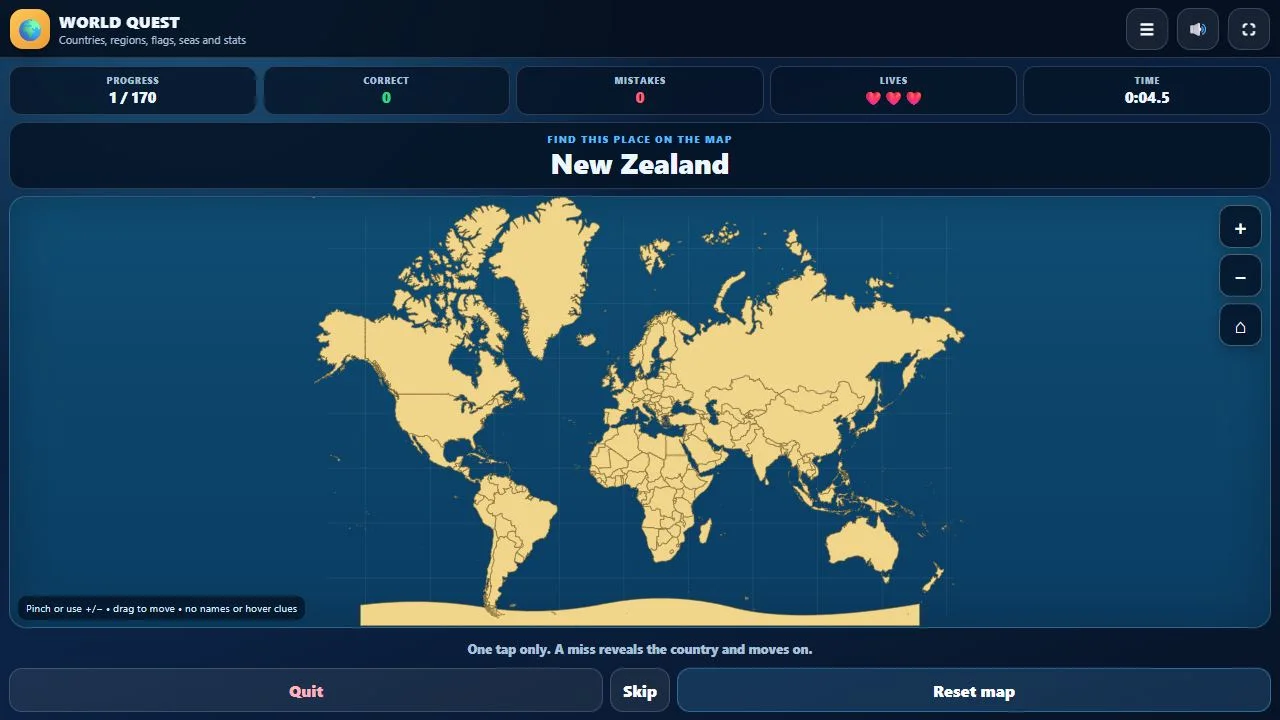 WORLD QUEST
Countries, regions, flags, seas and stats
PROGRESS
1 / 170
CORRECT
0
MISTAKES
0
LIVES
TIME
0:04.5
FIND THIS PLACE ON THE MAP
New Zealand
+
−
Pinch or use +/− • drag to move • no names or hover clues
One tap only. A miss reveals the country and moves on.
Quit
Skip
Reset map